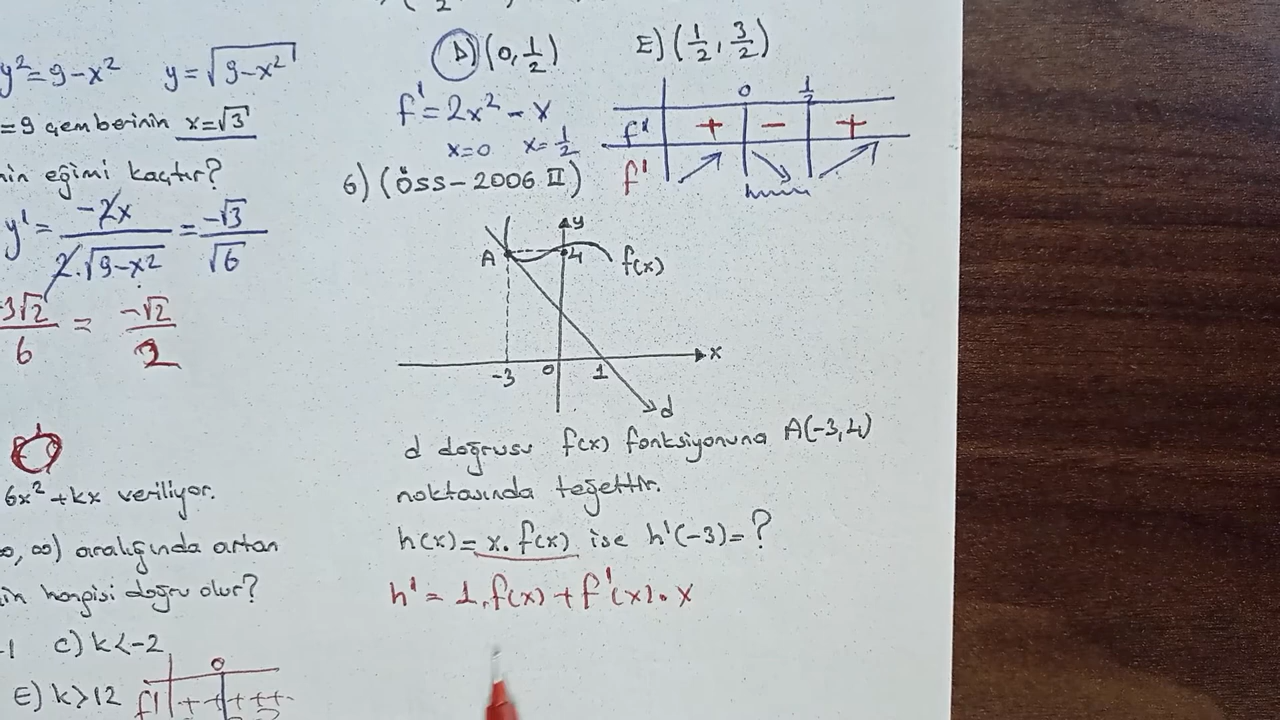 y²=9-x² y=√9-x²
=9 çemberinin x=√3
eğimi kaçtır?
y'= -2x / 2.√9-x² = -√3 / √6
3√2 / 6 = -√2 / 2
6x²+kx veriliyor.
∞) aralığında artan
hangisi doğru olur?
-1 C) k<-2
E) k>12
0
f' + + + ++-
D) (0, 1/2) E) (1/2, 3/2)
f'=2x²-x
x=0 x=1/2
0 1/2
+ - +
f'
6) (ÖSS-2006 II)
y
A 4 f(x)
-3 0 1 x
d
d doğrusu f(x) fonksiyonuna A(-3,4)
noktasında teğettir.
h(x)=x.f(x) ise h'(-3)=?
h'=1.f(x)+f'(x).x